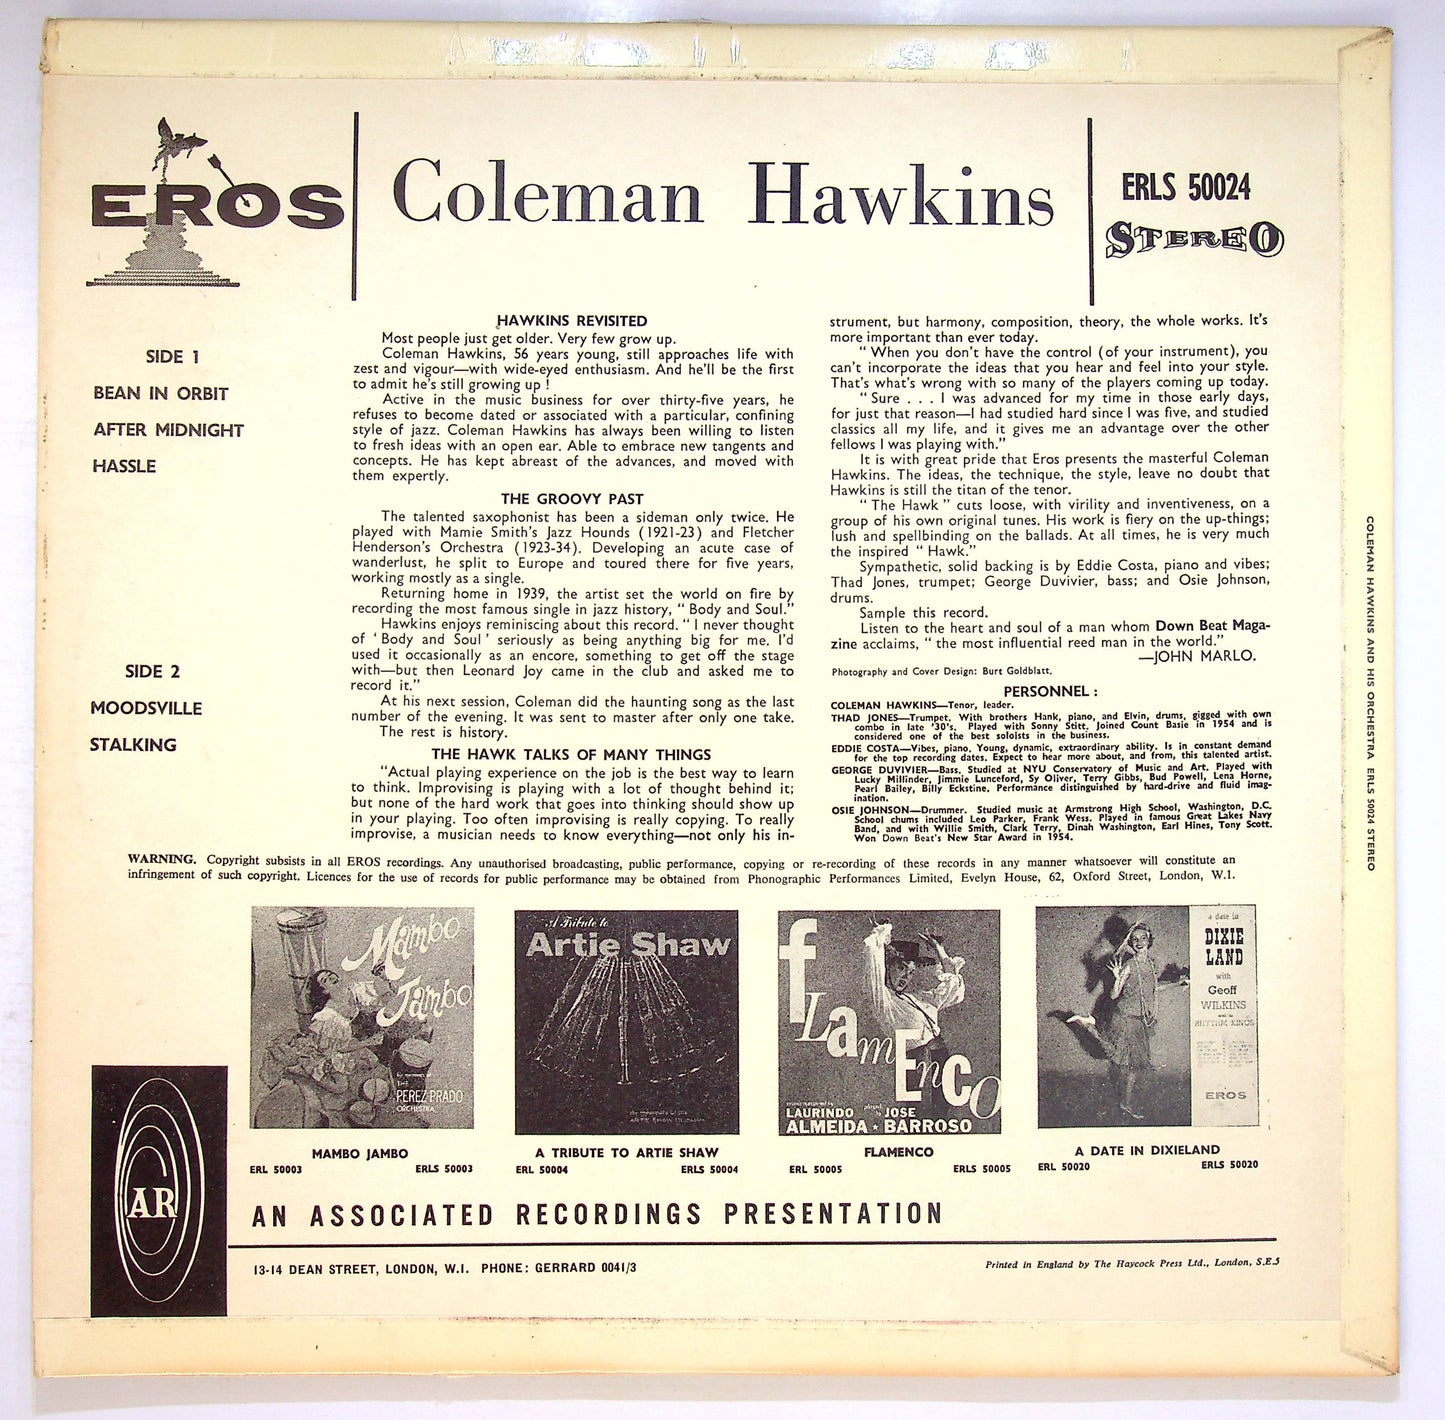 EROS
Coleman Hawkins
ERLS 50024
STEREO
SIDE 1
BEAN IN ORBIT
AFTER MIDNIGHT
HASSLE
SIDE 2
MOODSVILLE
STALKING
HAWKINS REVISITED
Most people just get older. Very few grow up.
Coleman Hawkins, 56 years young, still approaches life with
zest and vigour—with wide-eyed enthusiasm. And he'll be the first
to admit he's still growing up !
Active in the music business for over thirty-five years, he
refuses to become dated or associated with a particular, confining
style of jazz. Coleman Hawkins has always been willing to listen
to fresh ideas with an open ear. Able to embrace new tangents and
concepts. He has kept abreast of the advances, and moved with
them expertly.
THE GROOVY PAST
The talented saxophonist has been a sideman only twice. He
played with Mamie Smith's Jazz Hounds (1921-23) and Fletcher
Henderson's Orchestra (1923-34). Developing an acute case of
wanderlust, he split to Europe and toured there for five years,
working mostly as a single.
Returning home in 1939, the artist set the world on fire by
recording the most famous single in jazz history, " Body and Soul."
Hawkins enjoys reminiscing about this record. " I never thought
of ' Body and Soul ' seriously as being anything big for me. I'd
used it occasionally as an encore, something to get off the stage
with—but then Leonard Joy came in the club and asked me to
record it."
At his next session, Coleman did the haunting song as the last
number of the evening. It was sent to master after only one take.
The rest is history.
THE HAWK TALKS OF MANY THINGS
"Actual playing experience on the job is the best way to learn
to think. Improvising is playing with a lot of thought behind it;
but none of the hard work that goes into thinking should show up
in your playing. Too often improvising is really copying. To really
improvise, a musician needs to know everything—not only his in-
strument, but harmony, composition, theory, the whole works. It's
more important than ever today.
" When you don't have the control (of your instrument), you
can't incorporate the ideas that you hear and feel into your style.
That's what's wrong with so many of the players coming up today.
" Sure . . . I was advanced for my time in those early days,
for just that reason—I had studied hard since I was five, and studied
classics all my life, and it gives me an advantage over the other
fellows I was playing with."
It is with great pride that Eros presents the masterful Coleman
Hawkins. The ideas, the technique, the style, leave no doubt that
Hawkins is still the titan of the tenor.
" The Hawk " cuts loose, with virility and inventiveness, on a
group of his own original tunes. His work is fiery on the up-things;
lush and spellbinding on the ballads. At all times, he is very much
the inspired " Hawk."
Sympathetic, solid backing is by Eddie Costa, piano and vibes;
Thad Jones, trumpet; George Duvivier, bass; and Osie Johnson,
drums.
Sample this record.
Listen to the heart and soul of a man whom Down Beat Maga-
zine acclaims, " the most influential reed man in the world."
—JOHN MARLO.
Photography and Cover Design: Burt Goldblatt.
PERSONNEL :
COLEMAN HAWKINS—Tenor, leader.
THAD JONES—Trumpet. With brothers Hank, piano, and Elvin, drums, gigged with own
combo in late '30's. Played with Sonny Stitt. Joined Count Basie in 1954 and is
considered one of the best soloists in the business.
EDDIE COSTA—Vibes, piano. Young, dynamic, extraordinary ability. Is in constant demand
for the top recording dates. Expect to hear more about, and from, this talented artist.
GEORGE DUVIVIER—Bass. Studied at NYU Conservatory of Music and Art. Played with
Lucky Millinder, Jimmie Lunceford, Sy Oliver, Terry Gibbs, Bud Powell, Lena Horne,
Pearl Bailey, Billy Eckstine. Performance distinguished by hard-drive and fluid imag-
ination.
OSIE JOHNSON—Drummer. Studied music at Armstrong High School, Washington, D.C.
School chums included Leo Parker, Frank Wess. Played in famous Great Lakes Navy
Band, and with Willie Smith, Clark Terry, Dinah Washington, Earl Hines, Tony Scott.
Won Down Beat's New Star Award in 1954.
COLEMAN HAWKINS AND HIS ORCHESTRA ERLS 50024 STEREO
WARNING. Copyright subsists in all EROS recordings. Any unauthorised broadcasting, public performance, copying or re-recording of these records in any manner whatsoever will constitute an
infringement of such copyright. Licences for the use of records for public performance may be obtained from Phonographic Performances Limited, Evelyn House, 62, Oxford Street, London, W.1.
Mambo
Jambo
THE
PEREZ PRADO
ORCHESTRA
A Tribute to
Artie Shaw
fLamEnCO
LAURINDO JOSE
ALMEIDA ★ BARROSO
a date in
DIXIE
LAND
with
Geoff
WILKINS
RHYTHM KINGS
EROS
MAMBO JAMBO
ERL 50003 ERLS 50003
A TRIBUTE TO ARTIE SHAW
ERL 50004 ERLS 50004
FLAMENCO
ERL 50005 ERLS 50005
A DATE IN DIXIELAND
ERL 50020 ERLS 50020
AR
AN ASSOCIATED RECORDINGS PRESENTATION
13-14 DEAN STREET, LONDON, W.I. PHONE: GERRARD 0041/3
Printed in England by The Haycock Press Ltd., London, S.E.5